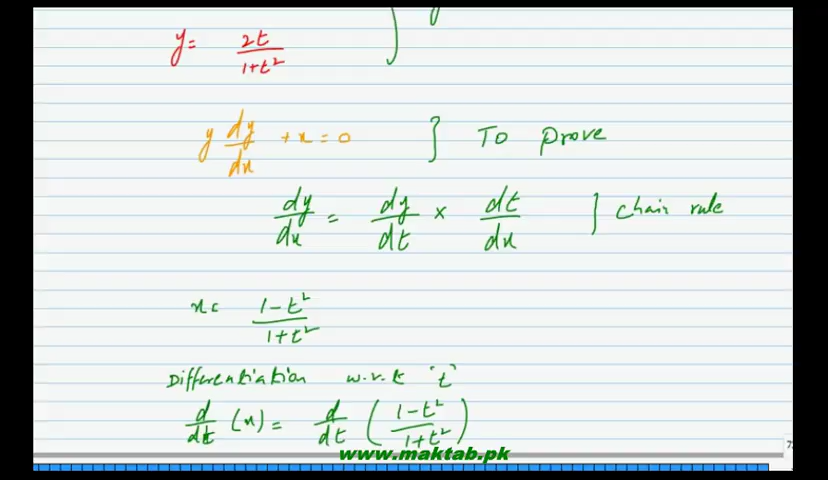 y = 2t / 1+t²
y dy/dx + x = 0 } To prove
dy/dx = dy/dt × dt/dx } chain rule
x = 1-t² / 1+t²
Differentiation w.r.t 't'
d/dt (x) = d/dt (1-t² / 1+t²)
www.maktab.pk